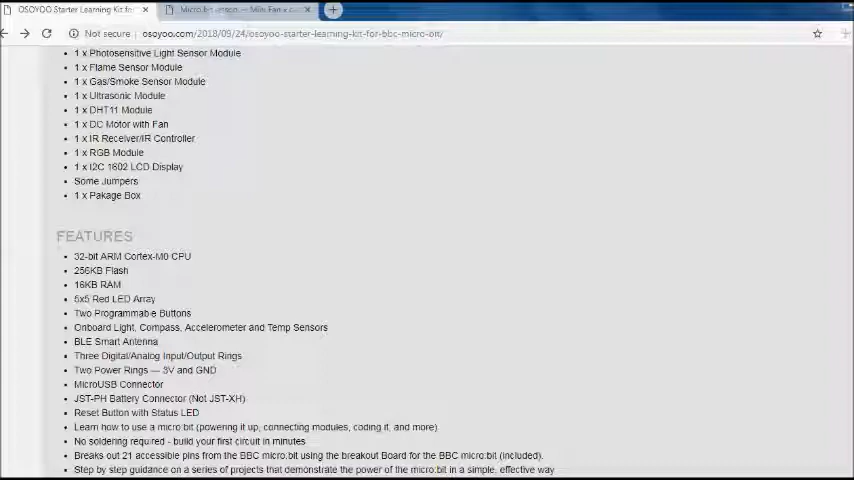 OSOYOO Starter Learning Kit for
Micro:bit lesson — Mini Fan x c
Not secure
osoyoo.com/2018/09/24/osoyoo-starter-learning-kit-for-bbc-micro-bit/
1 x Photosensitive Light Sensor Module
1 x Flame Sensor Module
1 x Gas/Smoke Sensor Module
1 x Ultrasonic Module
1 x DHT11 Module
1 x DC Motor with Fan
1 x IR Receiver/IR Controller
1 x RGB Module
1 x I2C 1602 LCD Display
Some Jumpers
1 x Pakage Box
FEATURES
32-bit ARM Cortex-M0 CPU
256KB Flash
16KB RAM
5x5 Red LED Array
Two Programmable Buttons
Onboard Light, Compass, Accelerometer and Temp Sensors
BLE Smart Antenna
Three Digital/Analog Input/Output Rings
Two Power Rings — 3V and GND
MicroUSB Connector
JST-PH Battery Connector (Not JST-XH)
Reset Button with Status LED
Learn how to use a micro:bit (powering it up, connecting modules, coding it, and more).
No soldering required - build your first circuit in minutes
Breaks out 21 accessible pins from the BBC micro:bit using the breakout Board for the BBC micro:bit (included).
Step by step guidance on a series of projects that demonstrate the power of the micro:bit in a simple, effective way